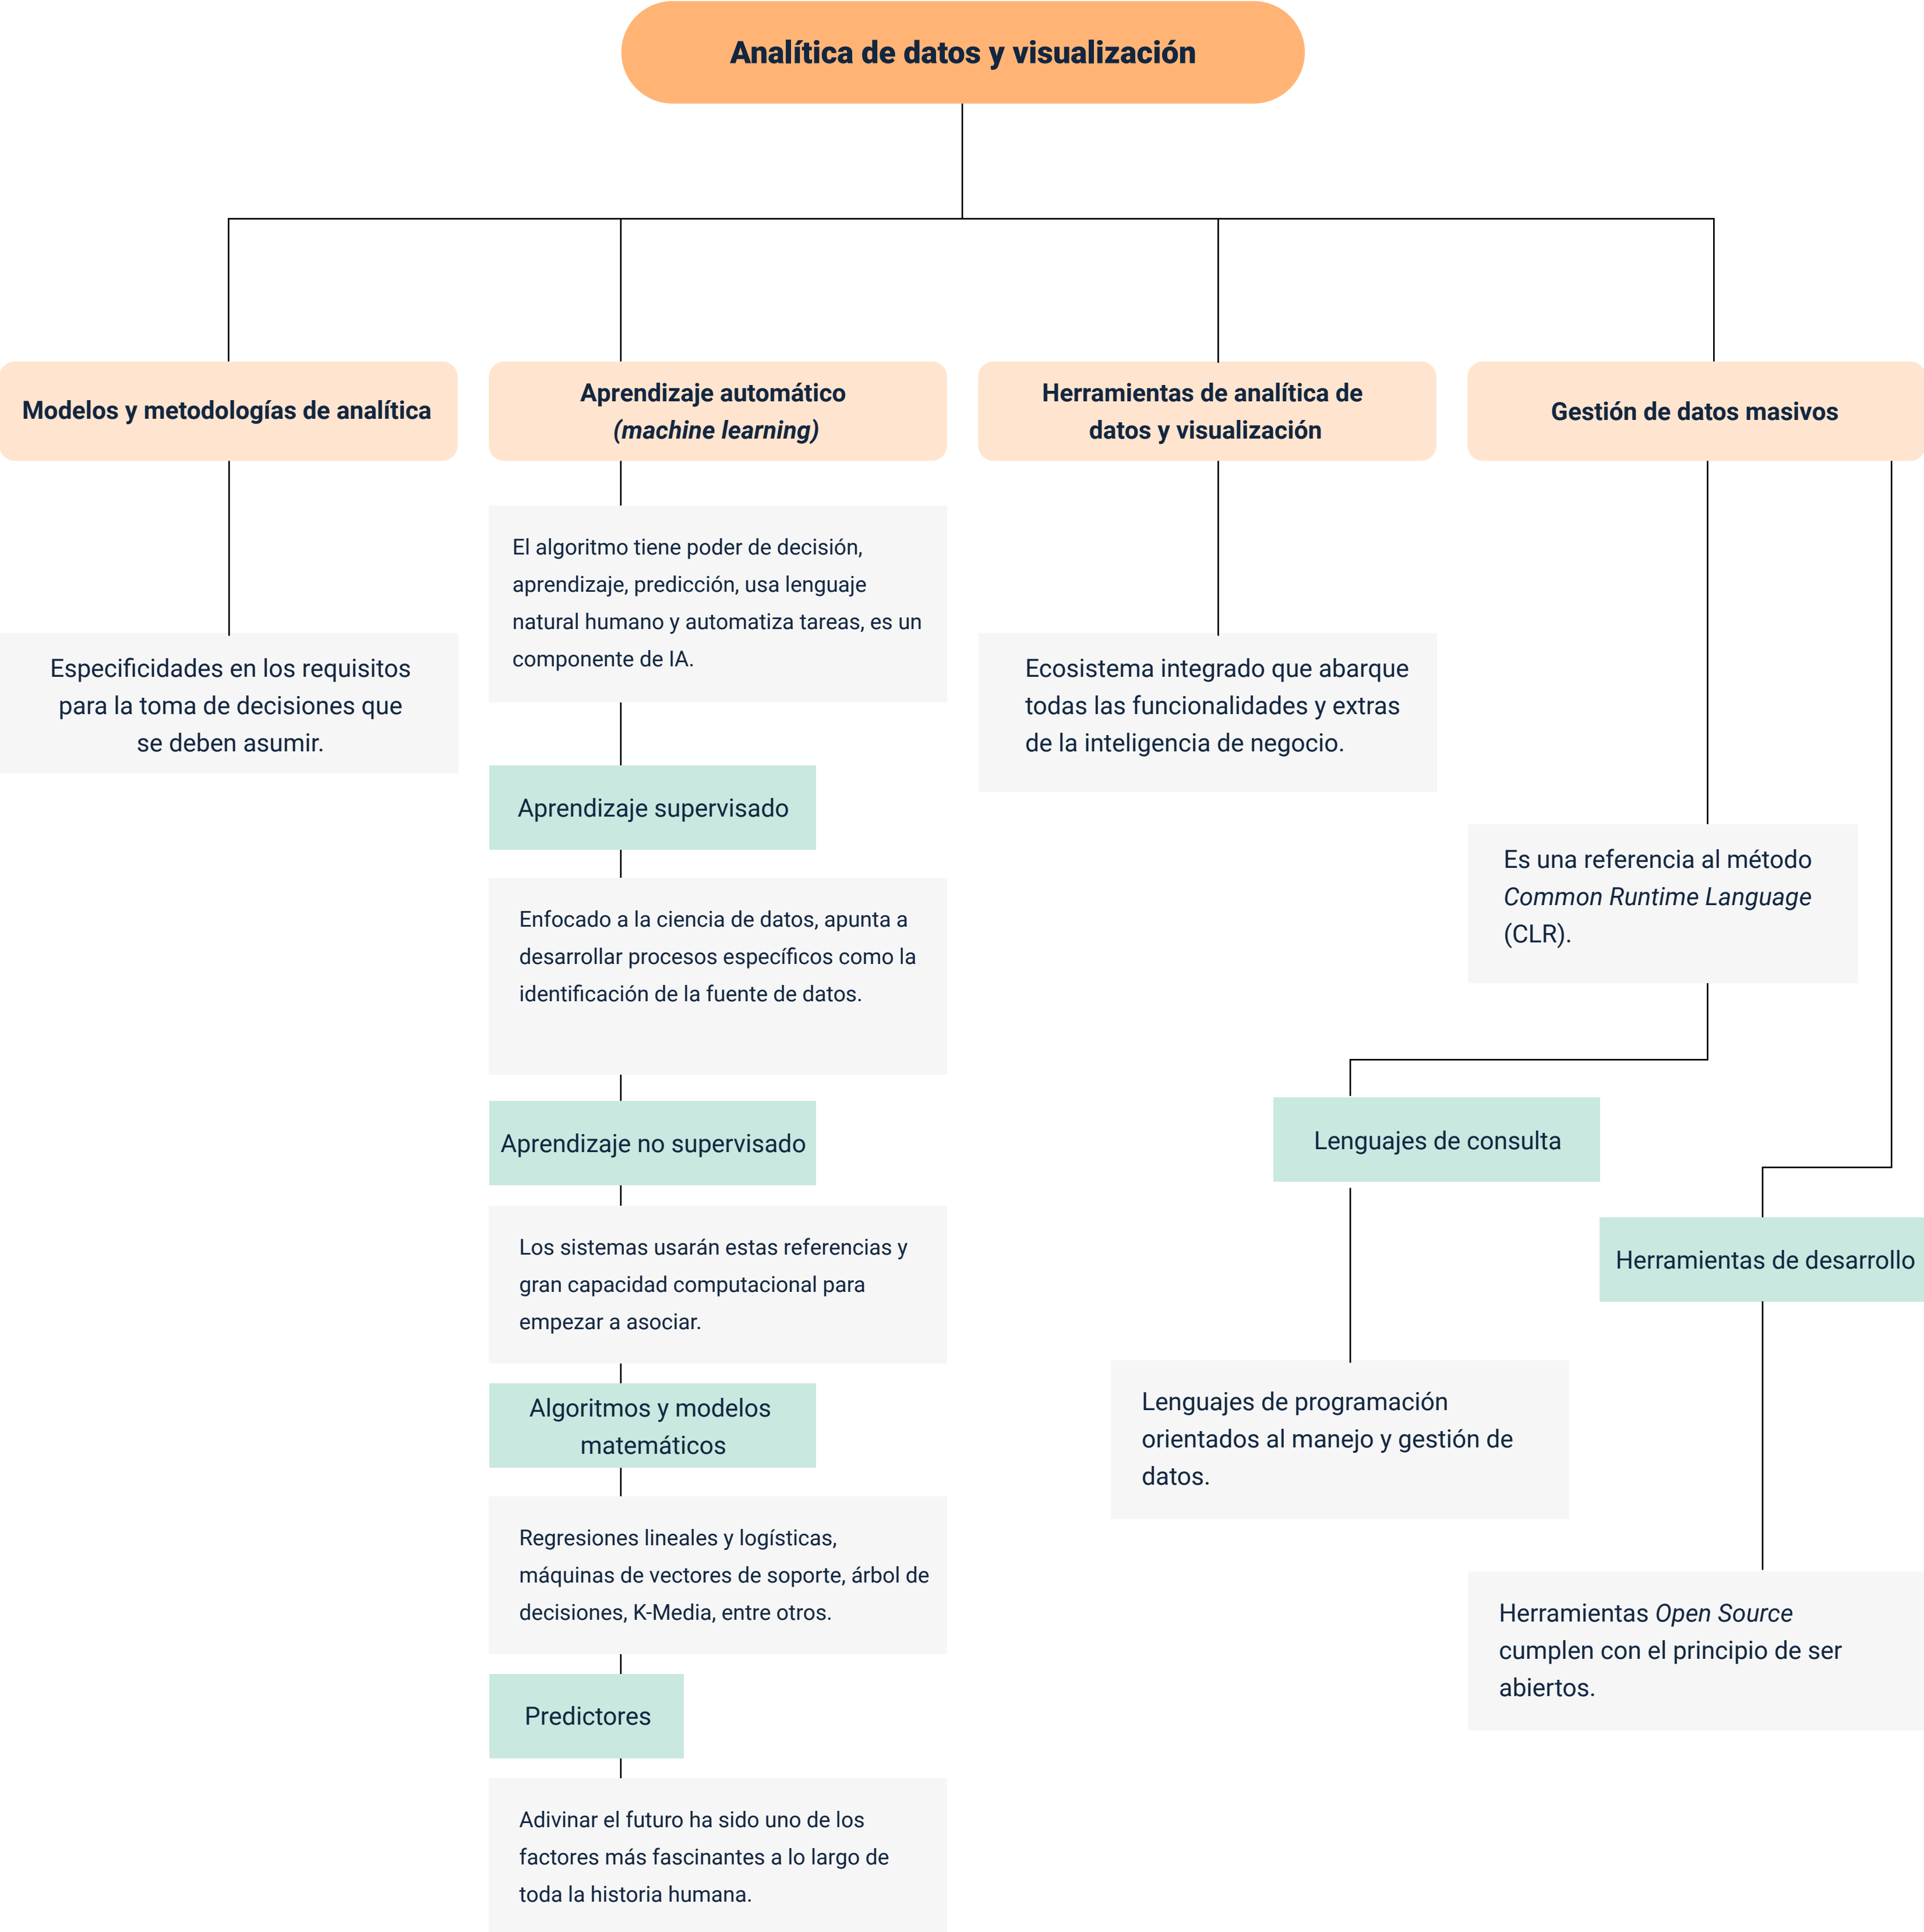 Analítica de datos y visualización
Modelos y metodologías de analítica
Especificidades en los requisitos
para la toma de decisiones que
se deben asumir.
Aprendizaje automático
(machine learning)
El algoritmo tiene poder de decisión,
aprendizaje, predicción, usa lenguaje
natural humano y automatiza tareas, es un
componente de IA.
Aprendizaje supervisado
Enfocado a la ciencia de datos, apunta a
desarrollar procesos específicos como la
identificación de la fuente de datos.
Aprendizaje no supervisado
Los sistemas usarán estas referencias y
gran capacidad computacional para
empezar a asociar.
Algoritmos y modelos
matemáticos
Regresiones lineales y logísticas,
máquinas de vectores de soporte, árbol de
decisiones, K-Media, entre otros.
Predictores
Adivinar el futuro ha sido uno de los
factores más fascinantes a lo largo de
toda la historia humana.
Herramientas de analítica de
datos y visualización
Ecosistema integrado que abarque
todas las funcionalidades y extras
de la inteligencia de negocio.
Gestión de datos masivos
Es una referencia al método
Common Runtime Language
(CLR).
Lenguajes de consulta
Lenguajes de programación
orientados al manejo y gestión de
datos.
Herramientas de desarrollo
Herramientas Open Source
cumplen con el principio de ser
abiertos.